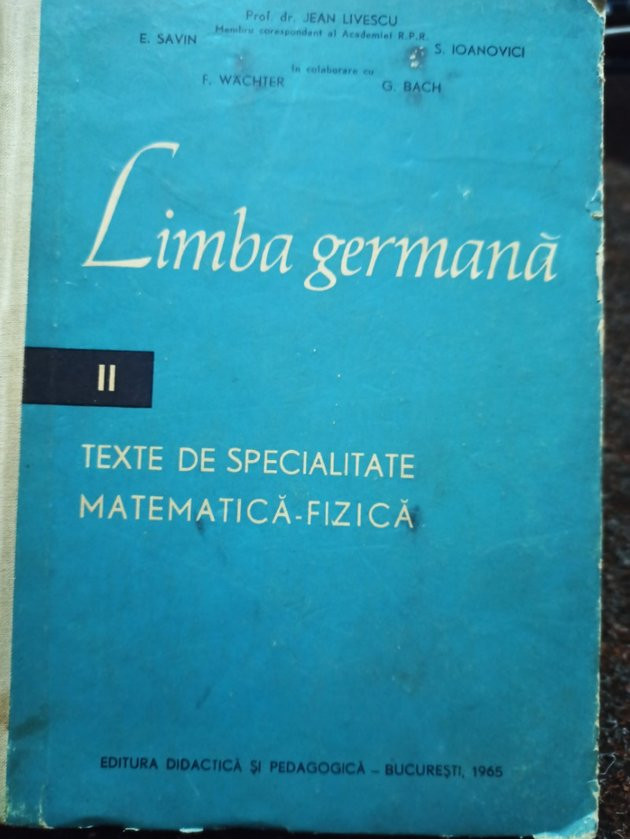 Prof. dr. JEAN LIVESCU
Membru corespondent al Academiei R.P.R.
E. SAVIN S. IOANOVICI
în colaborare cu
F. WÄCHTER G. BACH
Limba germană
II
TEXTE DE SPECIALITATE
MATEMATICĂ-FIZICĂ
EDITURA DIDACTICĂ ȘI PEDAGOGICĂ – BUCUREȘTI, 1965